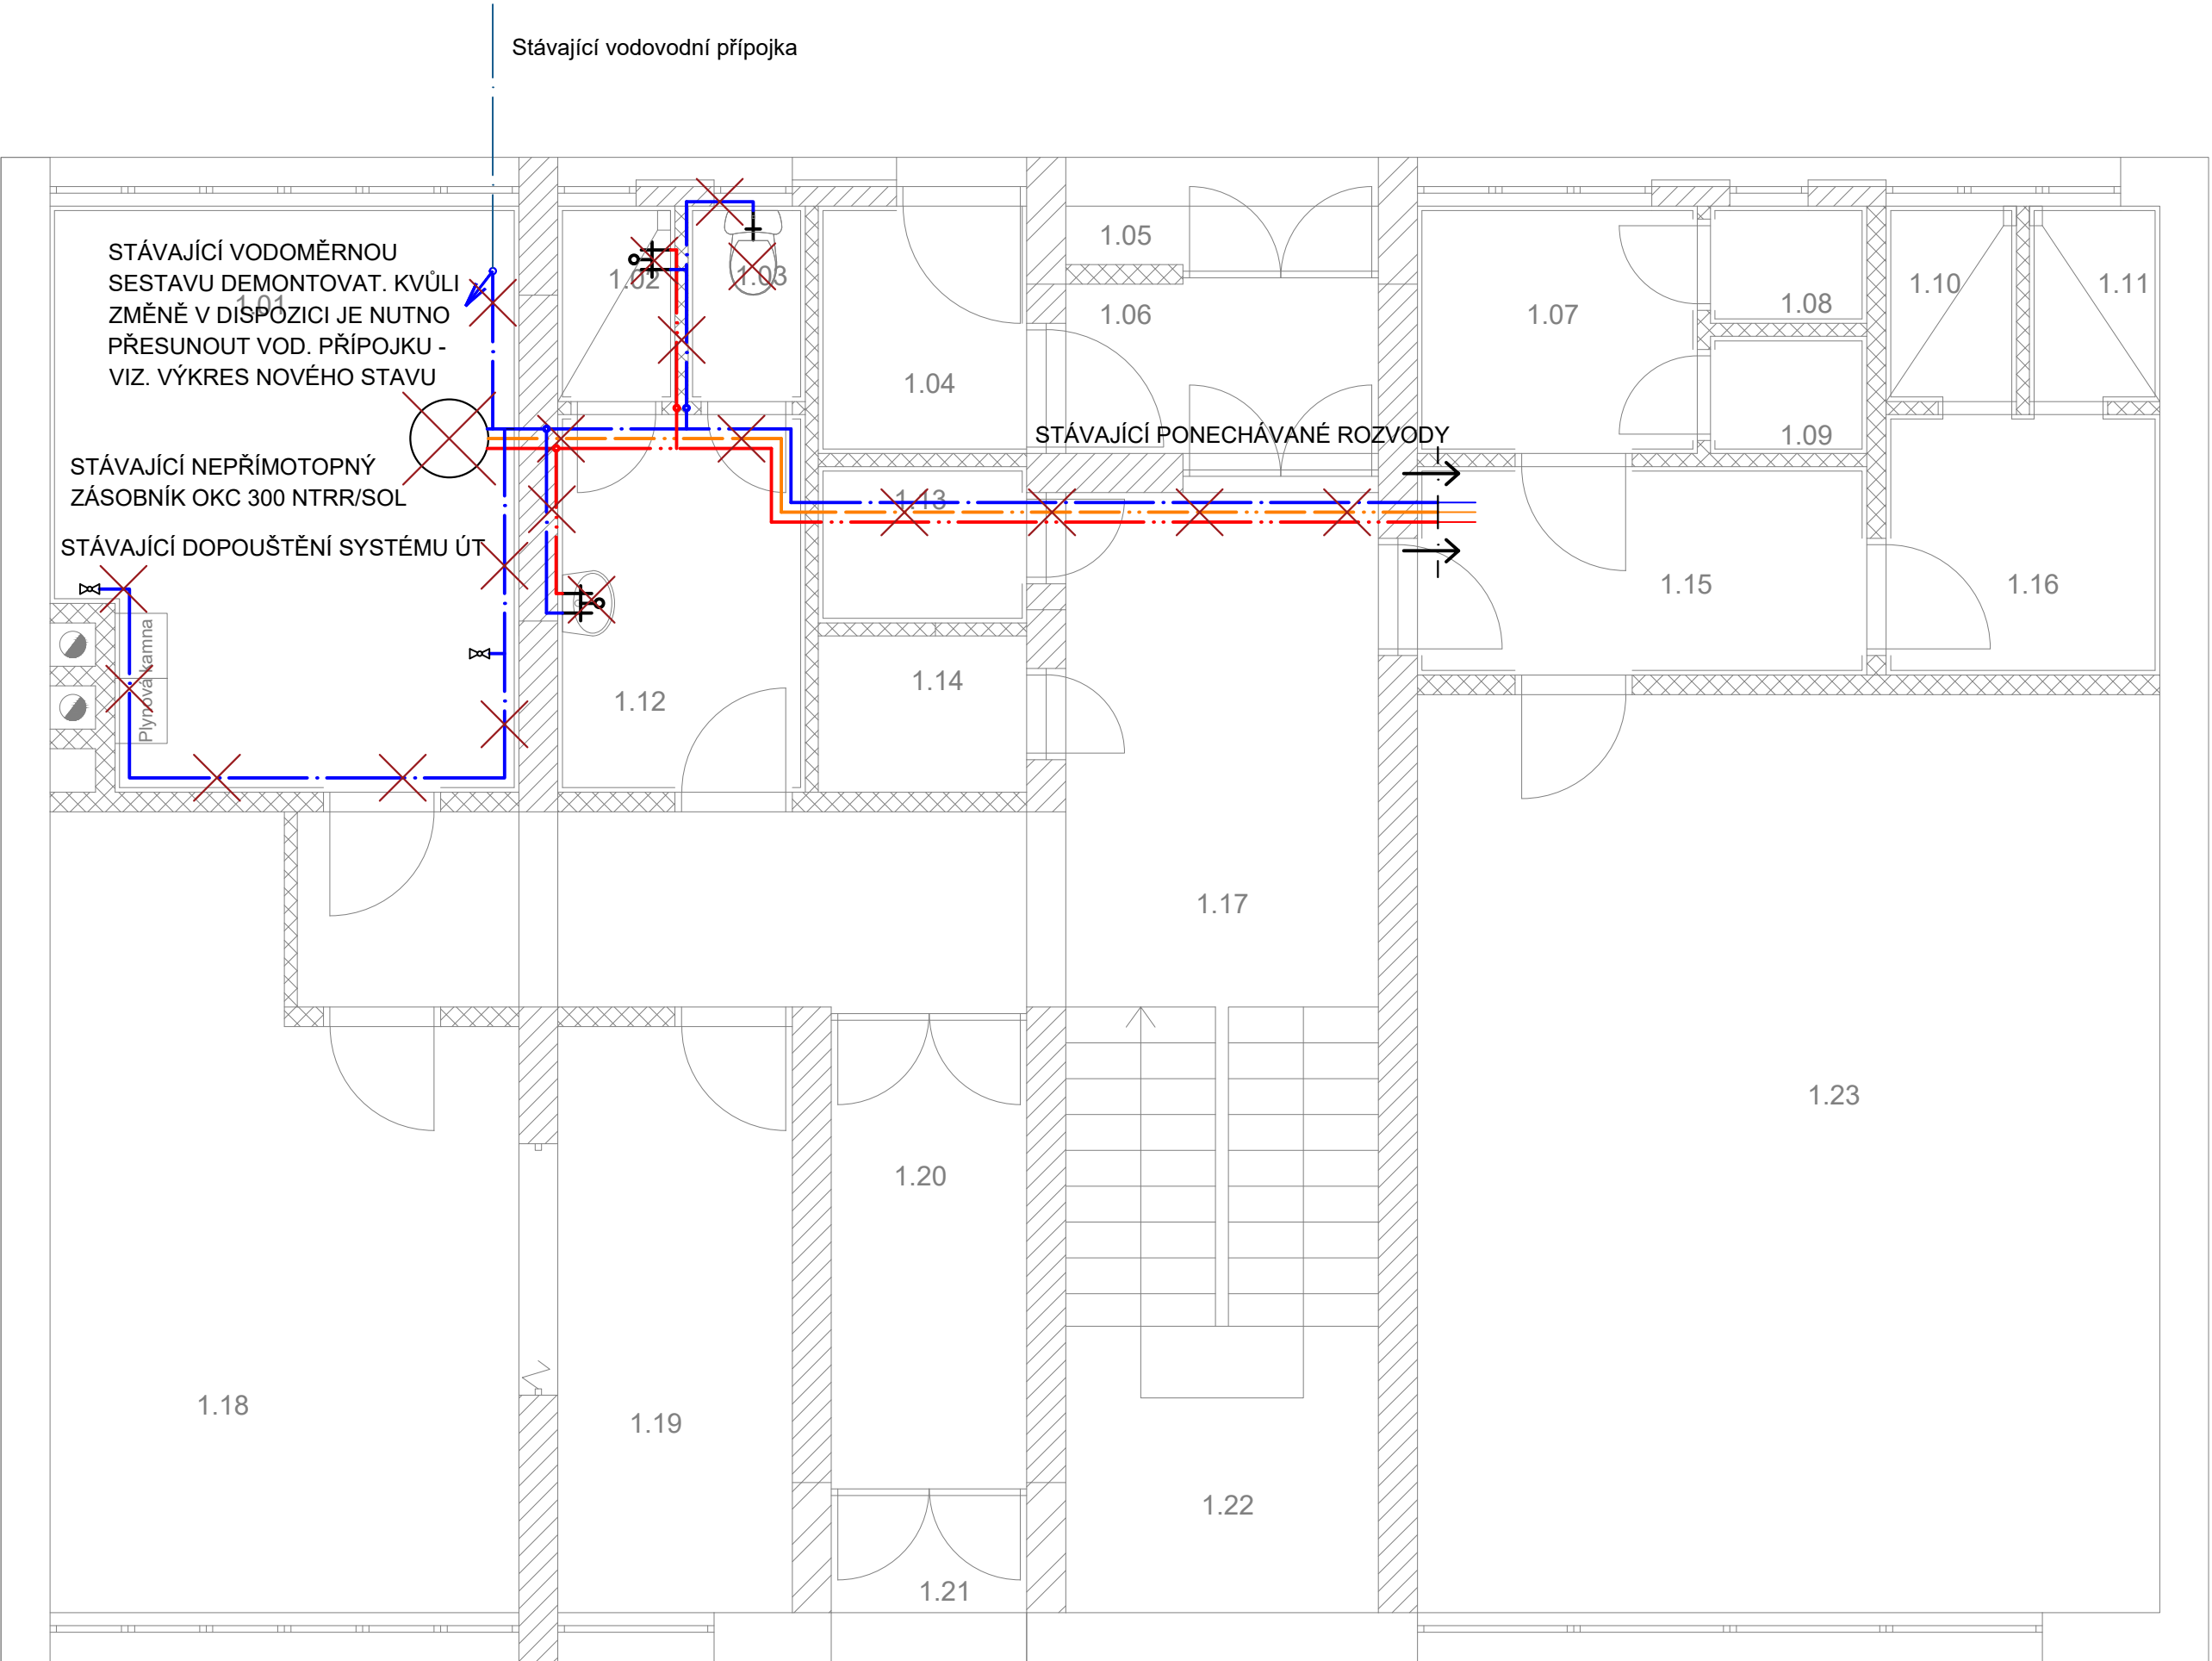 Stávající vodovodní přípojka
STÁVAJÍCÍ VODOMĚRNOU
SESTAVU DEMONTOVAT. KVŮLI
ZMĚNĚ V DISPOZICI JE NUTNO
PŘESUNOUT VOD. PŘÍPOJKU -
VIZ. VÝKRES NOVÉHO STAVU
1.01
1.02
1.03
1.04
1.05
1.06
1.07
1.08
1.09
1.10
1.11
STÁVAJÍCÍ PONECHÁVANÉ ROZVODY
STÁVAJÍCÍ NEPŘÍMOTOPNÝ
ZÁSOBNÍK OKC 300 NTRR/SOL
STÁVAJÍCÍ DOPOUŠTĚNÍ SYSTÉMU ÚT
Plynová kamna
1.12
1.13
1.14
1.15
1.16
1.17
1.18
1.19
1.20
1.21
1.22
1.23